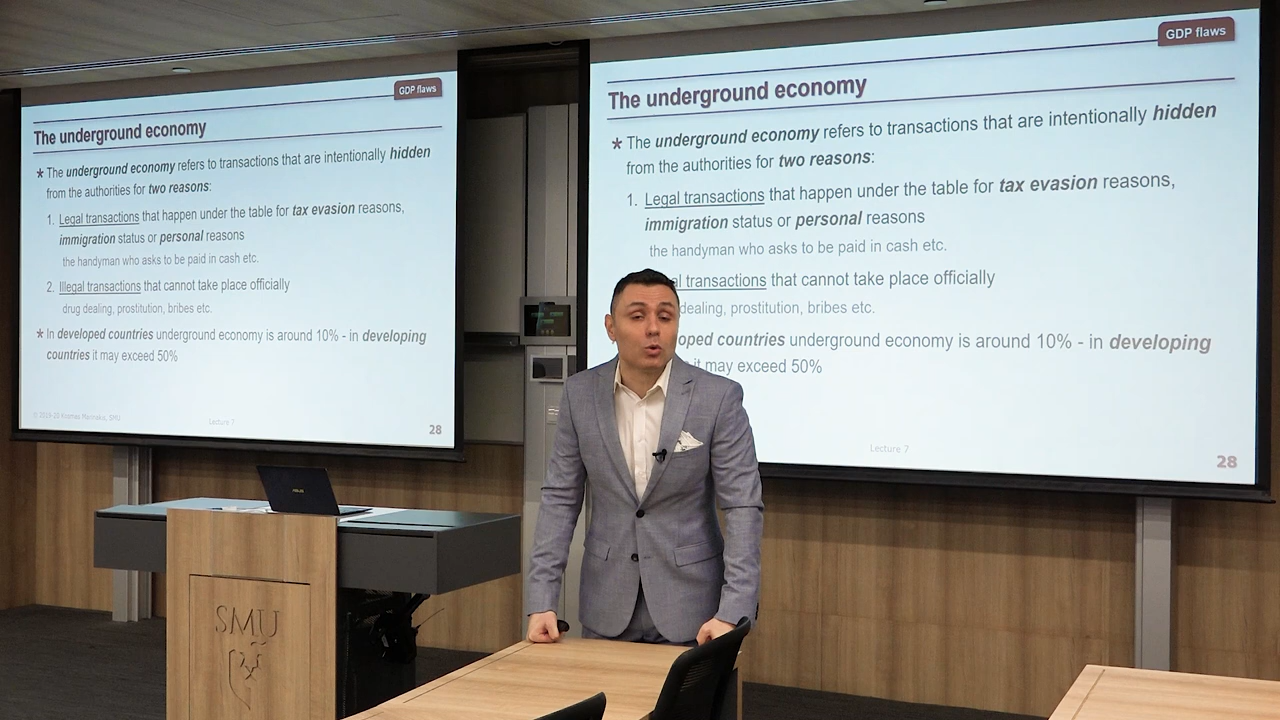 GDP flaws
The underground economy
* The underground economy refers to transactions that are intentionally hidden
from the authorities for two reasons:
1. Legal transactions that happen under the table for tax evasion reasons,
immigration status or personal reasons
the handyman who asks to be paid in cash etc.
2. Illegal transactions that cannot take place officially
drug dealing, prostitution, bribes etc.
* In developed countries underground economy is around 10% - in developing
countries it may exceed 50%
© 2019-20 Kosmas Marinakis, SMU
Lecture 7
28
GDP flaws
The underground economy
* The underground economy refers to transactions that are intentionally hidden
from the authorities for two reasons:
1. Legal transactions that happen under the table for tax evasion reasons,
immigration status or personal reasons
the handyman who asks to be paid in cash etc.
al transactions that cannot take place officially
dealing, prostitution, bribes etc.
oped countries underground economy is around 10% - in developing
it may exceed 50%
Lecture 7
28
ASUS
SMU